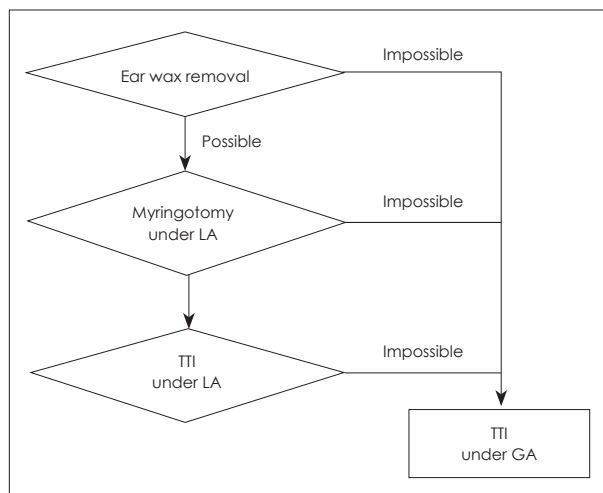 Ear wax removal
Impossible
Possible
Myringotomy
under LA
Impossible
TTI
under LA
Impossible
TTI
under GA